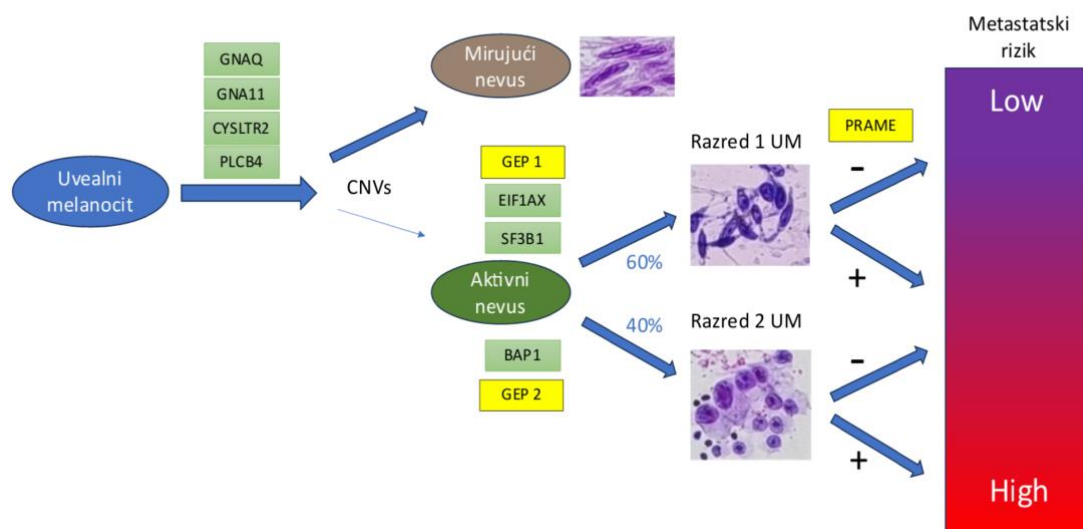 Metastatski
rizik
GNAQ
GNA11
CYSLTR2
PLCB4
Uvealni
melanocit
CNVs
Mirujući
nevus
GEP 1
EIF1AX
SF3B1
Aktivni
nevus
BAP1
GEP 2
60%
40%
Razred 1 UM
Razred 2 UM
PRAME
-
+
-
+
Low
High